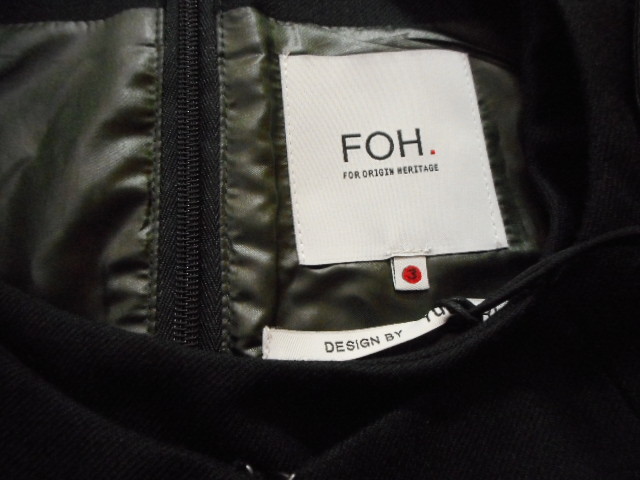 FOH.
FOR ORIGIN HERITAGE
3
DESIGN BY